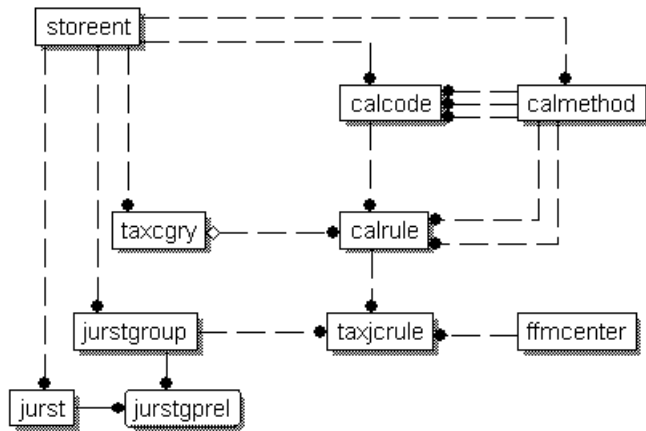 storeent
calcode
calmethod
taxcgry
calrule
jurstgroup
taxjcrule
ffmcenter
jurst
jurstgprel